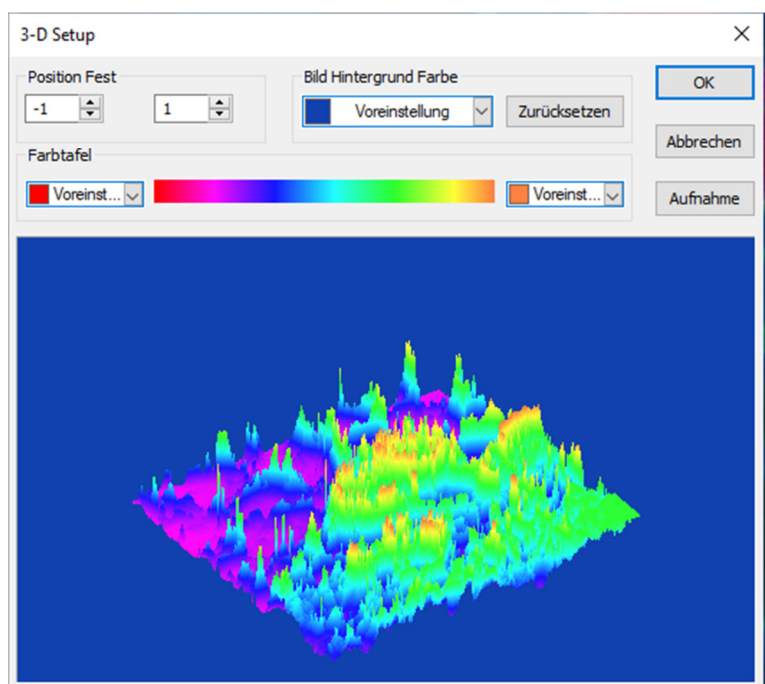 3-D Setup
Position Fest
-1
1
Bild Hintergrund Farbe
Voreinstellung
Zurücksetzen
OK
Abbrechen
Aufnahme
Farbtafel
Voreinst...
Voreinst...